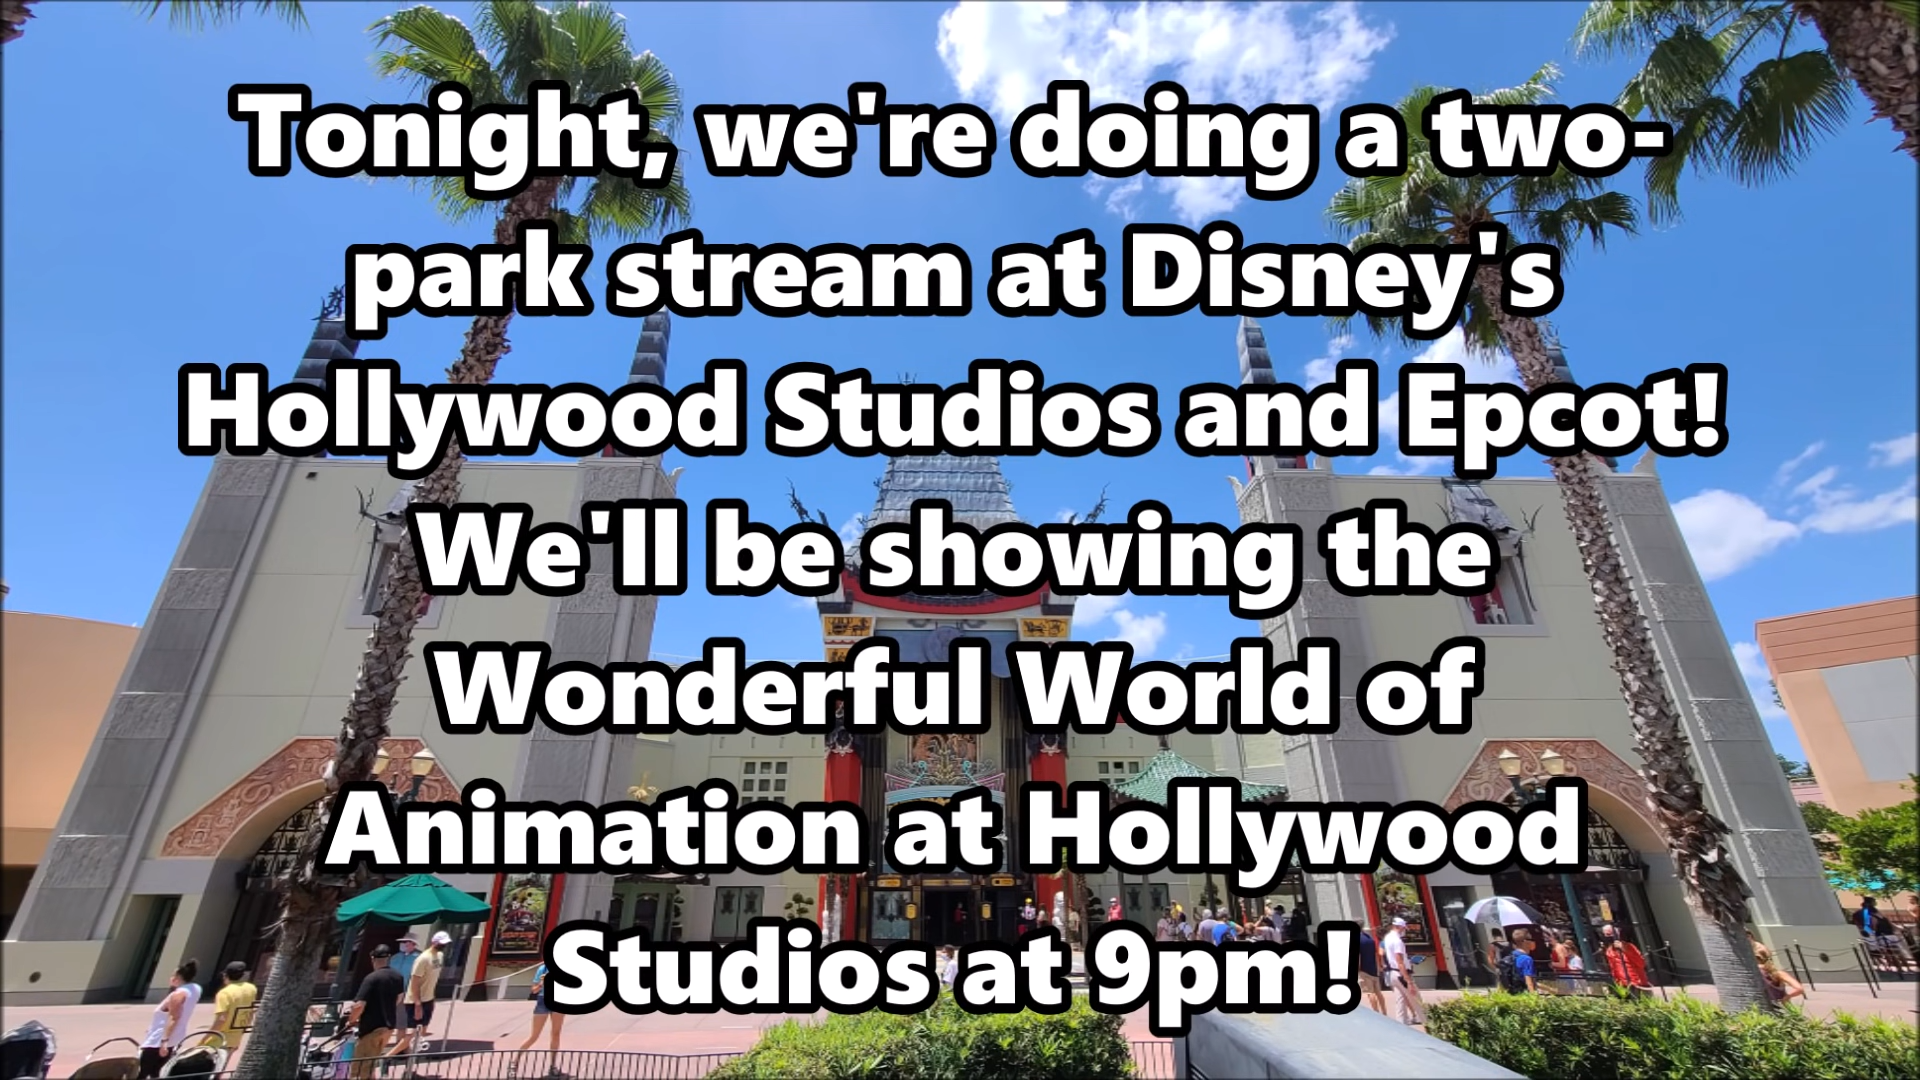 Tonight, we're doing a two-
park stream at Disney's
Hollywood Studios and Epcot!
We'll be showing the
Wonderful World of
Animation at Hollywood
Studios at 9pm!